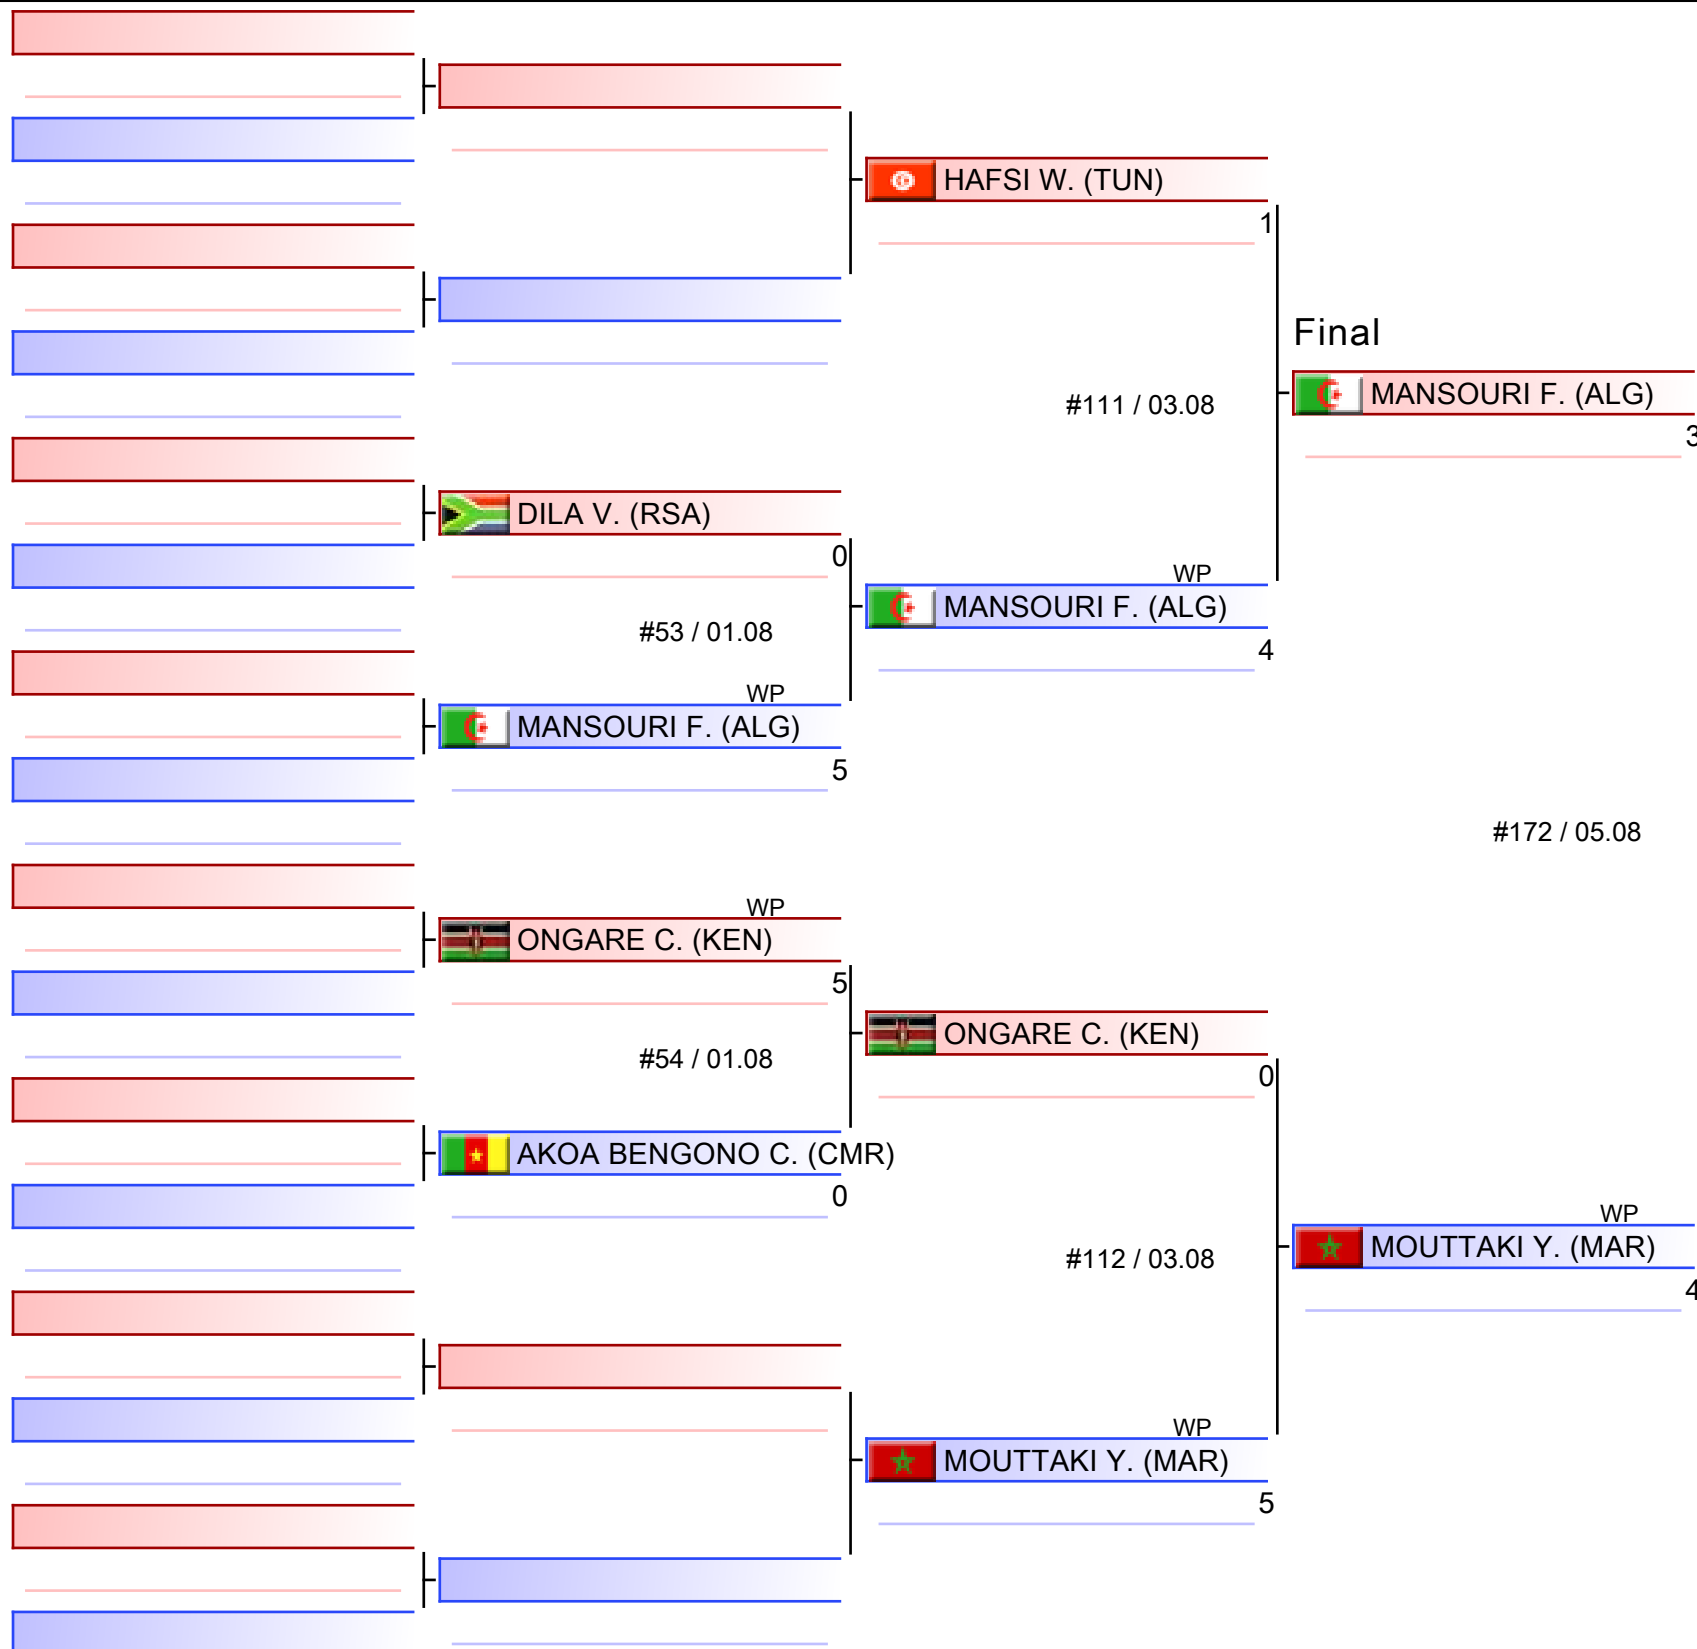 HAFSI W. (TUN)
1
Final
#111 / 03.08
MANSOURI F. (ALG)
3
DILA V. (RSA)
0
WP
MANSOURI F. (ALG)
4
#53 / 01.08
WP
MANSOURI F. (ALG)
5
#172 / 05.08
WP
ONGARE C. (KEN)
5
ONGARE C. (KEN)
0
#54 / 01.08
AKOA BENGONO C. (CMR)
0
#112 / 03.08
WP
MOUTTAKI Y. (MAR)
4
WP
MOUTTAKI Y. (MAR)
5